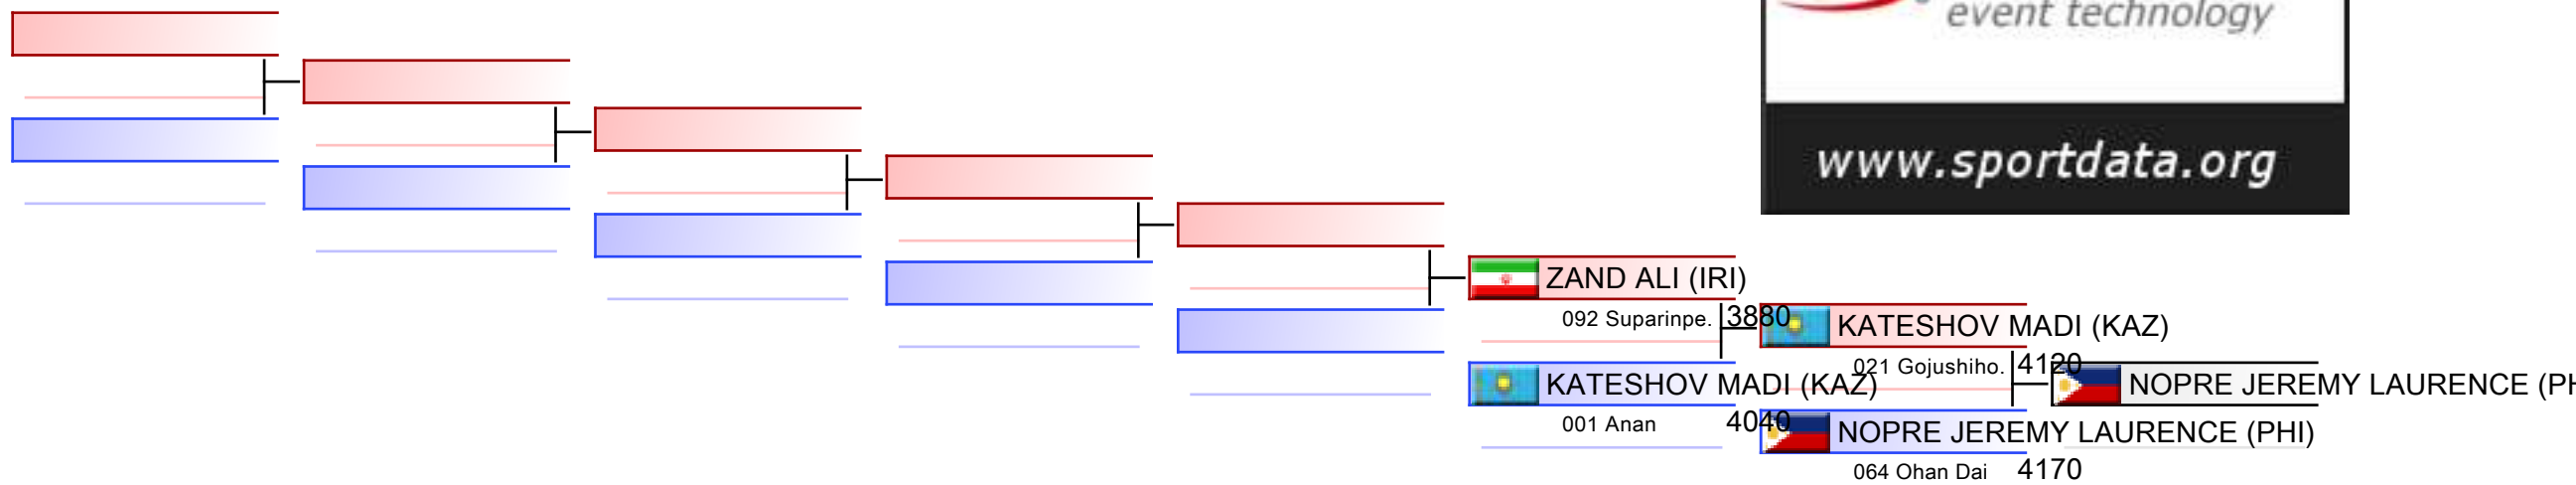 event technology
www.sportdata.org
ZAND ALI (IRI)
092 Suparinpe. 3880
KATESHOV MADI (KAZ)
001 Anan 4040
KATESHOV MADI (KAZ)
021 Gojushiho. 4120
NOPRE JEREMY LAURENCE (PHI)
064 Ohan Dai 4170
NOPRE JEREMY LAURENCE (PH